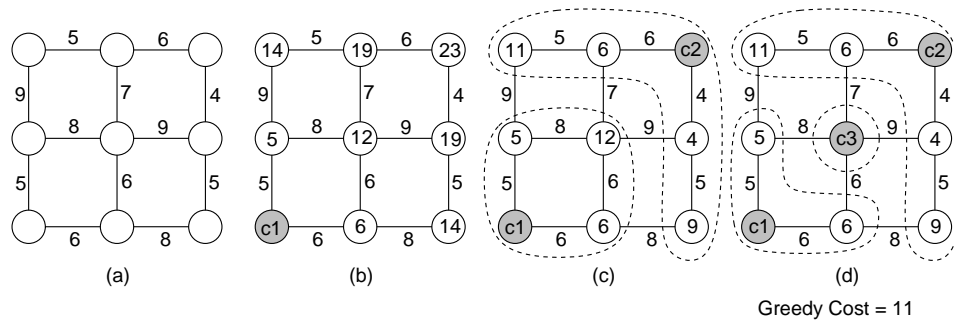 5 6 5 6 5 6 5 6
14 19 23 11 6 c2 11 6 c2
9 7 4 9 7 4 9 7 4 9 7 4
8 9 5 8 12 9 19 5 8 12 9 4 5 8 c3 9 4
5 6 5 5 6 5 5 6 5 5 6 5
c1 6 14 c1 6 9 c1 6 9
6 8 6 8 6 8 6 8
(a) (b) (c) (d)
Greedy Cost = 11